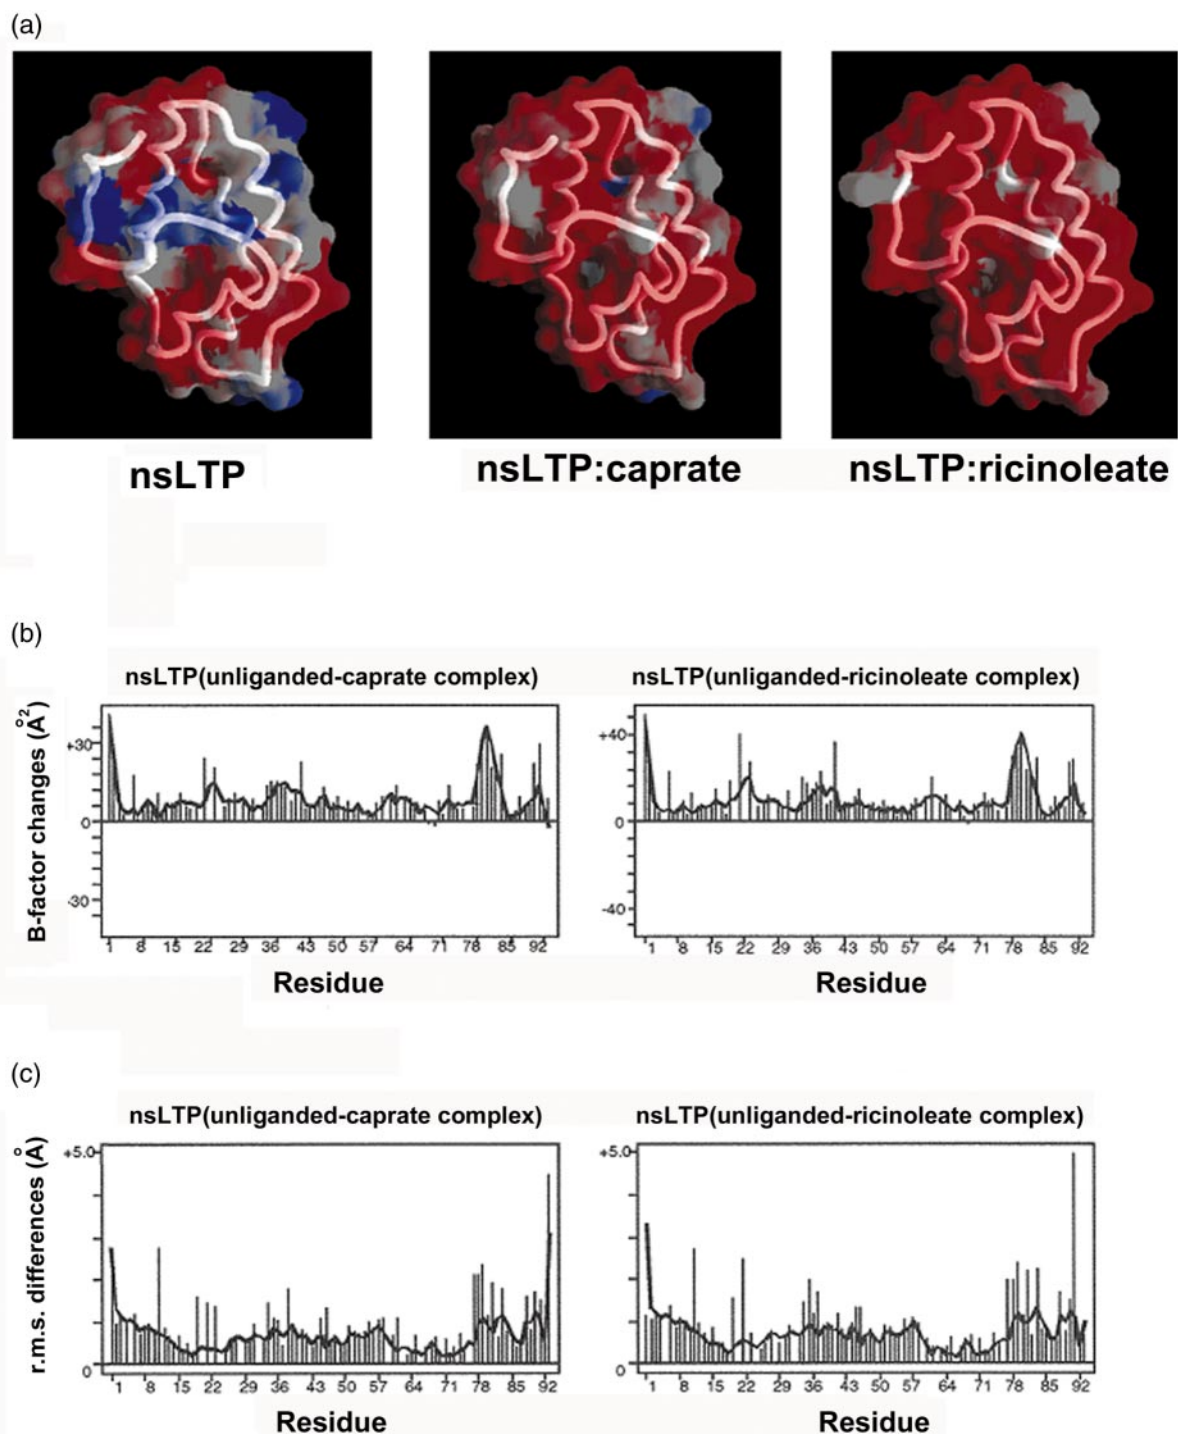 (a)
nsLTP
nsLTP:caprate
nsLTP:ricinoleate
(b)
nsLTP(unliganded-caprate complex)
nsLTP(unliganded-ricinoleate complex)
B-factor changes (Å²)
+30
0
-30
1 8 15 22 29 36 43 50 57 64 71 78 85 92
Residue
+40
0
-40
1 8 15 22 29 36 43 50 57 64 71 78 85 92
Residue
(c)
nsLTP(unliganded-caprate complex)
nsLTP(unliganded-ricinoleate complex)
r.m.s. differences (Å)
+5.0
0
1 8 15 22 29 36 43 50 57 64 71 78 85 92
Residue
+5.0
0
1 8 15 22 29 36 43 50 57 64 71 78 85 92
Residue